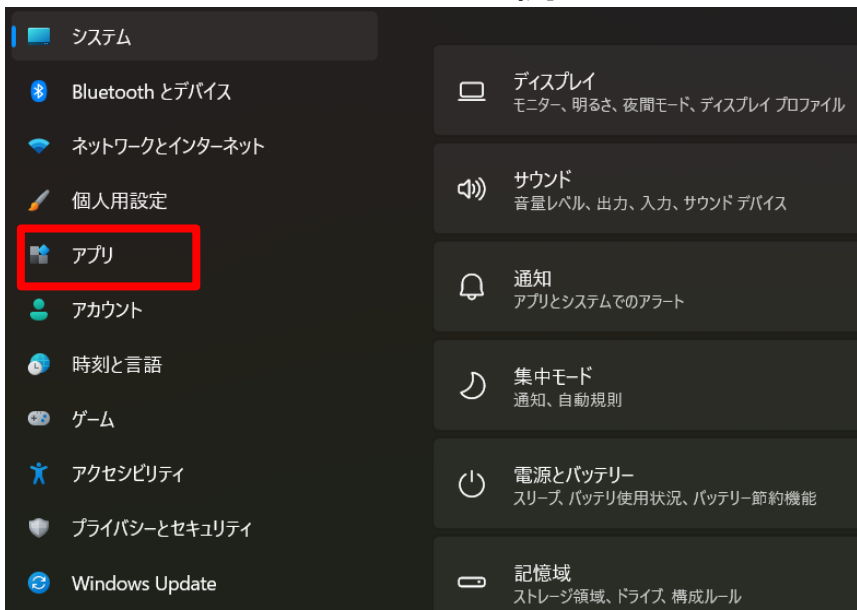 システム
Bluetooth とデバイス
ネットワークとインターネット
個人用設定
アプリ
アカウント
時刻と言語
ゲーム
アクセシビリティ
プライバシーとセキュリティ
Windows Update
ディスプレイ
モニター、明るさ、夜間モード、ディスプレイ プロファイル
サウンド
音量レベル、出力、入力、サウンド デバイス
通知
アプリとシステムでのアラート
集中モード
通知、自動規則
電源とバッテリー
スリープ、バッテリ使用状況、バッテリー節約機能
記憶域
ストレージ領域、ドライブ、構成ルール